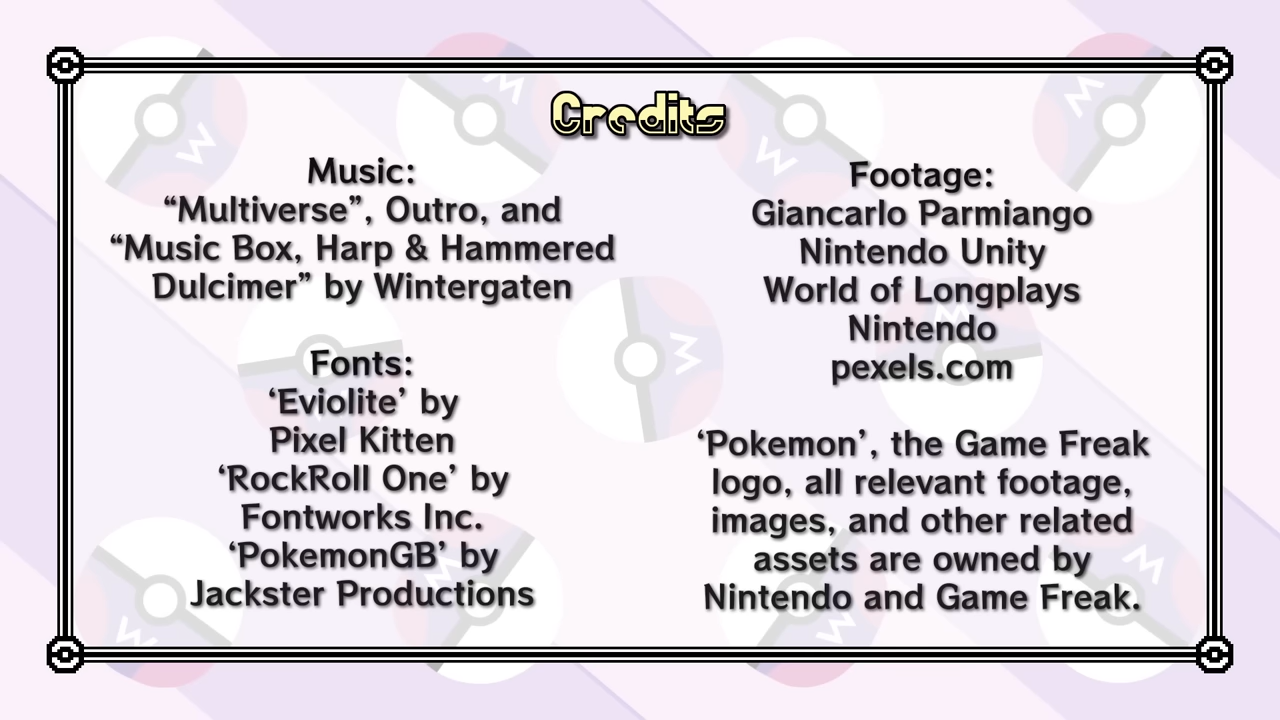 Credits
Music:
“Multiverse”, Outro, and
“Music Box, Harp & Hammered
Dulcimer” by Wintergaten
Fonts:
‘Eviolite’ by
Pixel Kitten
‘RockRoll One’ by
Fontworks Inc.
‘PokemonGB’ by
Jackster Productions
Footage:
Giancarlo Parmiango
Nintendo Unity
World of Longplays
Nintendo
pexels.com
‘Pokemon’, the Game Freak
logo, all relevant footage,
images, and other related
assets are owned by
Nintendo and Game Freak.